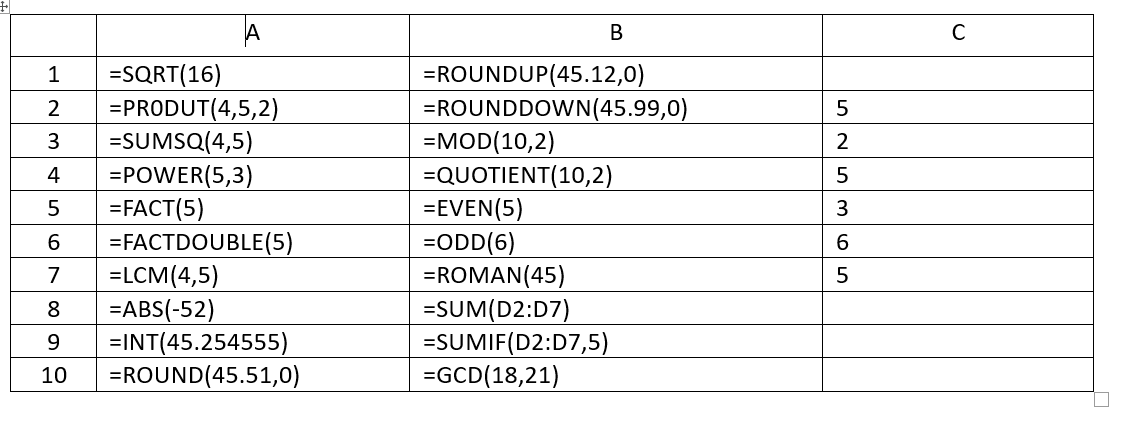 A B C
1 =SQRT(16) =ROUNDUP(45.12,0)
2 =PR0DUT(4,5,2) =ROUNDDOWN(45.99,0) 5
3 =SUMSQ(4,5) =MOD(10,2) 2
4 =POWER(5,3) =QUOTIENT(10,2) 5
5 =FACT(5) =EVEN(5) 3
6 =FACTDOUBLE(5) =ODD(6) 6
7 =LCM(4,5) =ROMAN(45) 5
8 =ABS(-52) =SUM(D2:D7)
9 =INT(45.254555) =SUMIF(D2:D7,5)
10 =ROUND(45.51,0) =GCD(18,21)